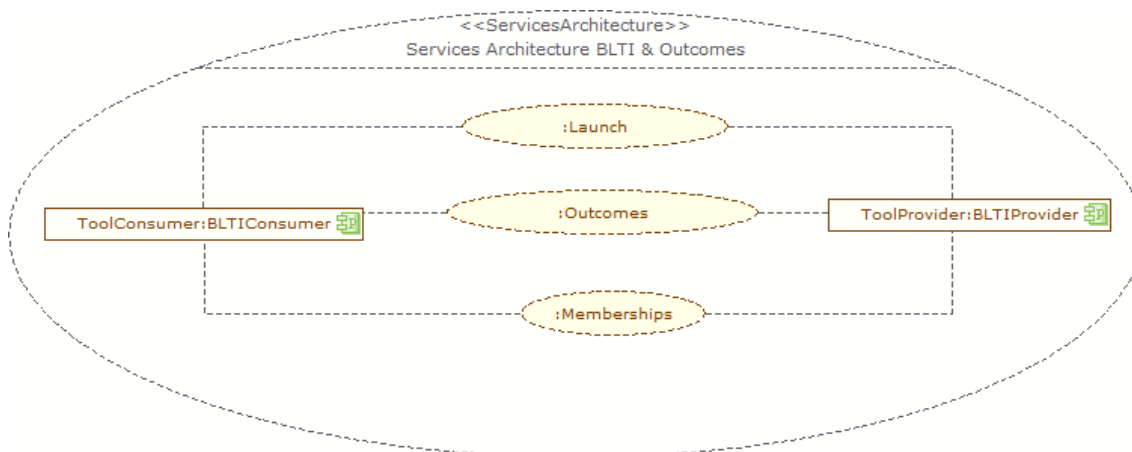 <<ServicesArchitecture>>
Services Architecture BLTI & Outcomes
:Launch
ToolConsumer:BLTIConsumer P
:Outcomes
ToolProvider:BLTIProvider P
:Memberships